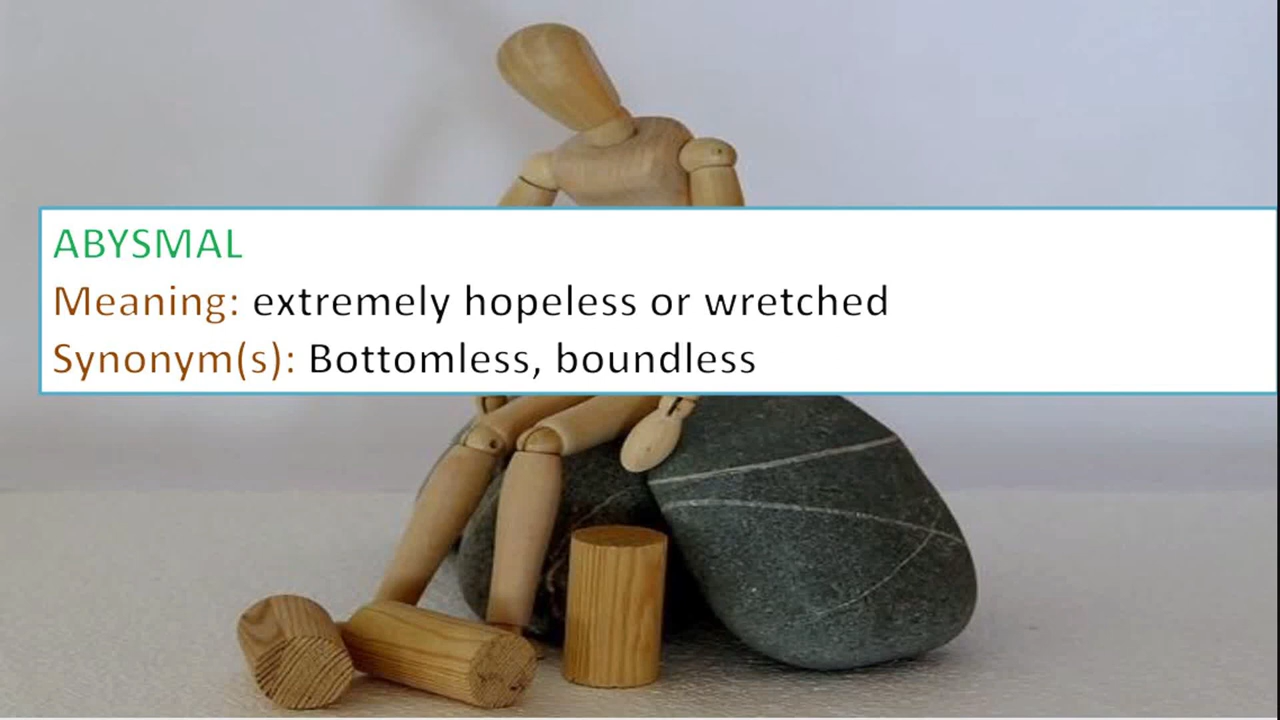 ABYSMAL
Meaning: extremely hopeless or wretched
Synonym(s): Bottomless, boundless